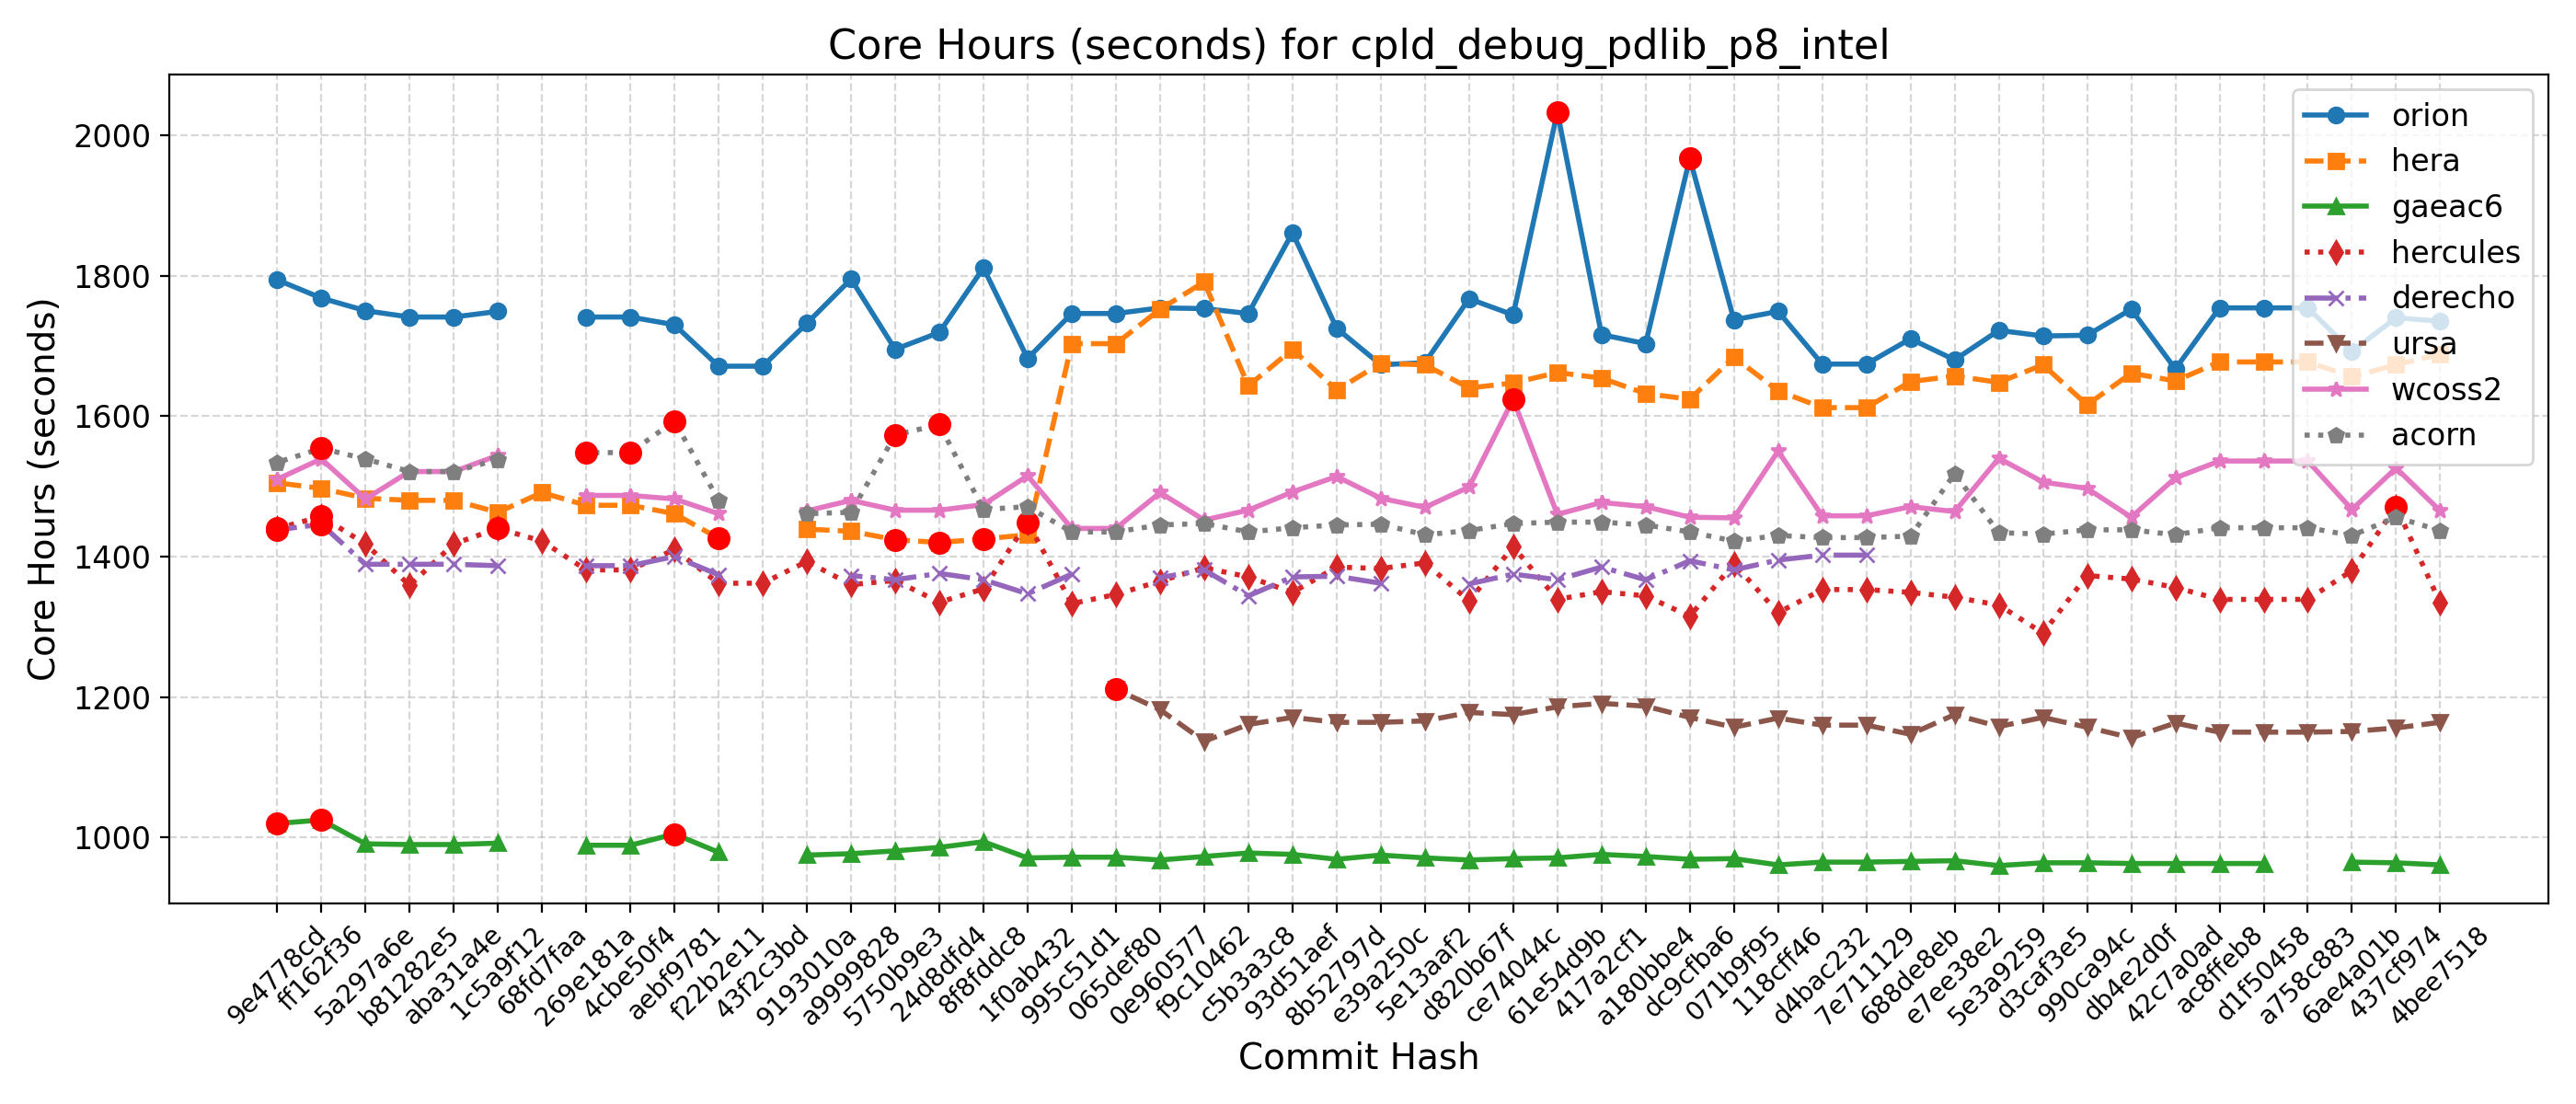 Core Hours (seconds) for cpld_debug_pdlib_p8_intel
Core Hours (seconds)
2000
1800
1600
1400
1200
1000
orion
hera
gaeac6
hercules
derecho
ursa
wcoss2
acorn
9e4778cd
ff162f36
5a297a6e
b81282e5
aba31a4e
1c5a9f12
68fd7faa
269e181a
4cbe50f4
aebf9781
f22b2e11
43f2c3bd
9193010a
a9999828
5750b9e3
24d8dfd4
8f8fddc8
1f0ab432
995c51d1
065def80
0e960577
f9c10462
c5b3a3c8
93d51aef
8b52797d
e39a250c
5e13aaf2
d820b67f
ce74044c
61e54d9b
417a2cf1
a180bbe4
dc9cfba6
071b9f95
118cff46
d4bac232
7e711129
688de8eb
e7ee38e2
5e3a9259
d3caf3e5
990ca94c
db4e2d0f
42c7a0ad
ac8ffeb8
d1f50458
a758c883
6ae4a01b
437cf974
4bee7518
Commit Hash